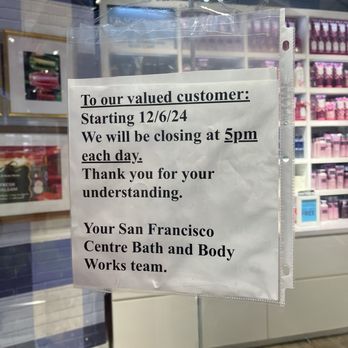 To our valued customer:
Starting 12/6/24
We will be closing at 5pm
each day.
Thank you for your
understanding.
Your San Francisco
Centre Bath and Body
Works team.
FREE